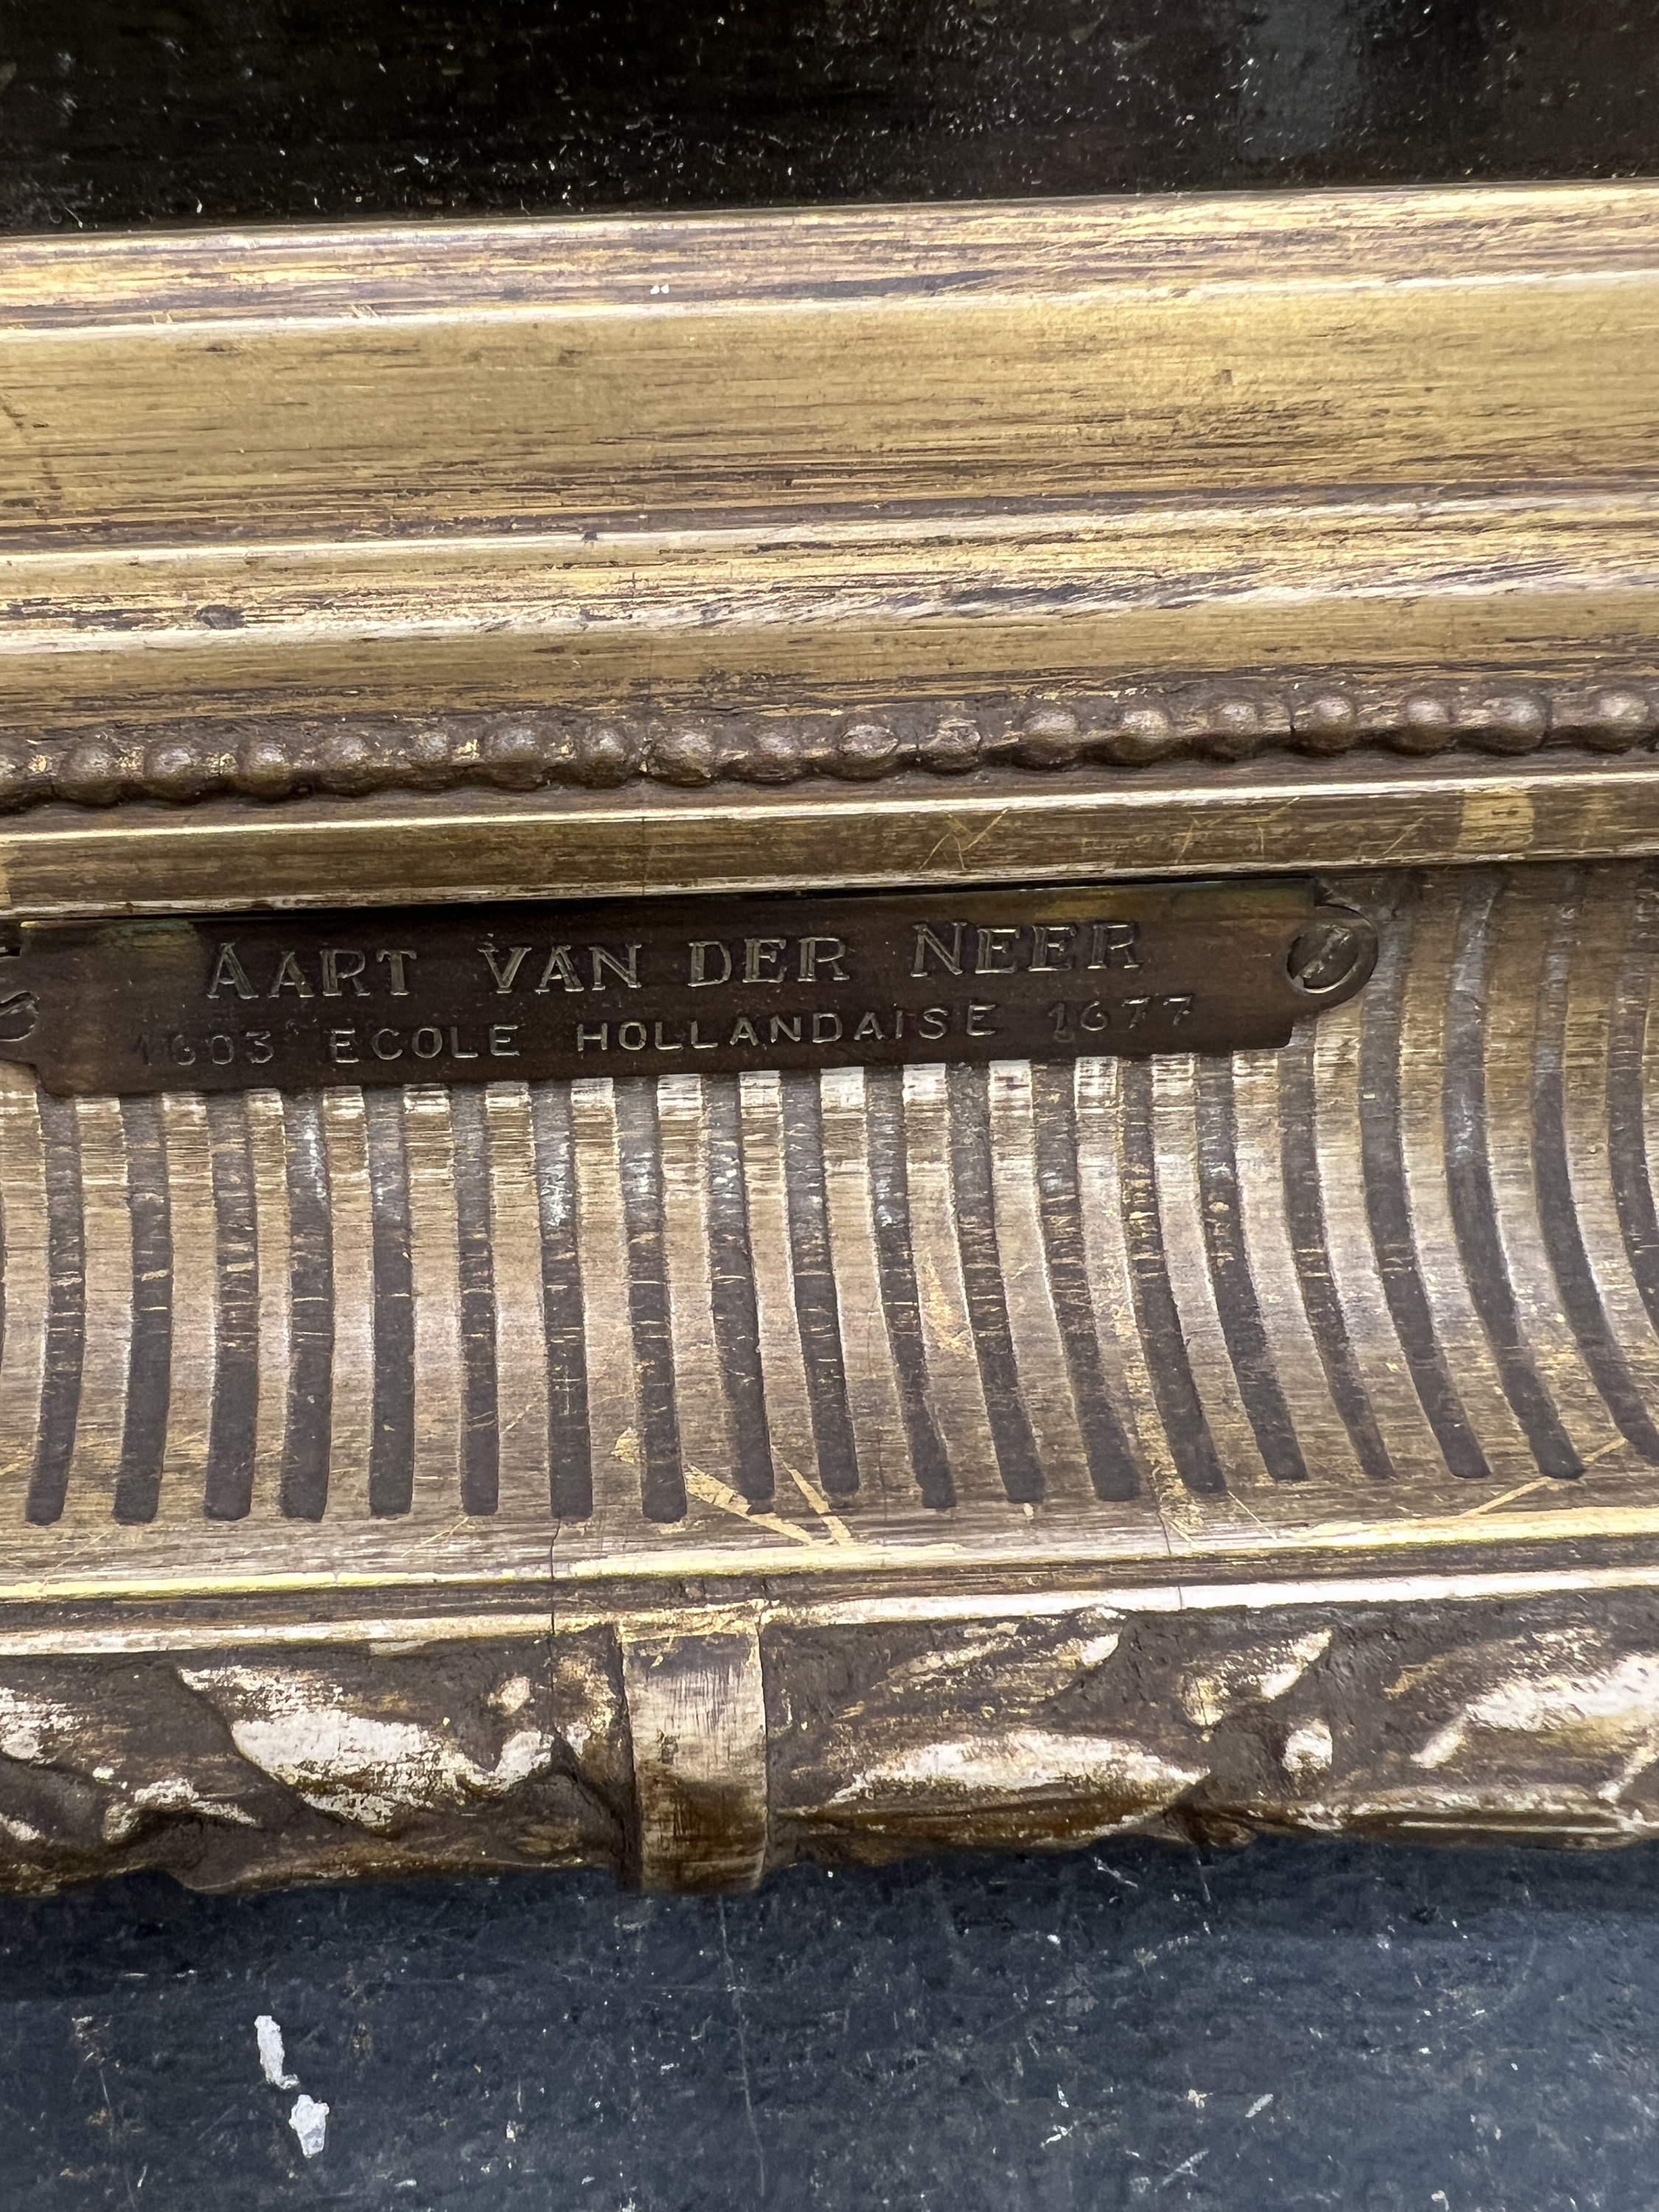 AART VAN DER NEER
1603 ECOLE HOLLANDAISE 1677